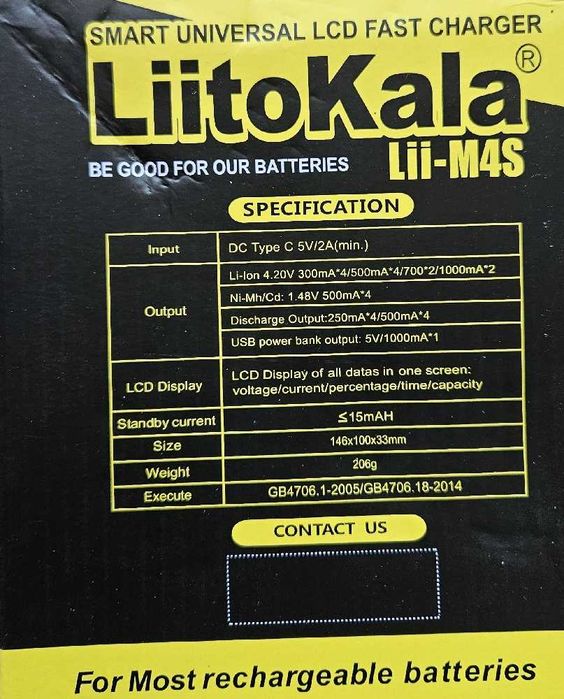 SMART UNIVERSAL LCD FAST CHARGER
LiitoKala®
BE GOOD FOR OUR BATTERIES Lii-M4S
SPECIFICATION
Input DC Type C 5V/2A(min.)
Output Li-Ion 4.20V 300mA*4/500mA*4/700*2/1000mA*2
Ni-Mh/Cd: 1.48V 500mA*4
Discharge Output:250mA*4/500mA*4
USB power bank output: 5V/1000mA*1
LCD Display LCD Display of all datas in one screen:
voltage/current/percentage/time/capacity
Standby current ≤15mAH
Size 146x100x33mm
Weight 206g
Execute GB4706.1-2005/GB4706.18-2014
CONTACT US
For Most rechargeable batteries